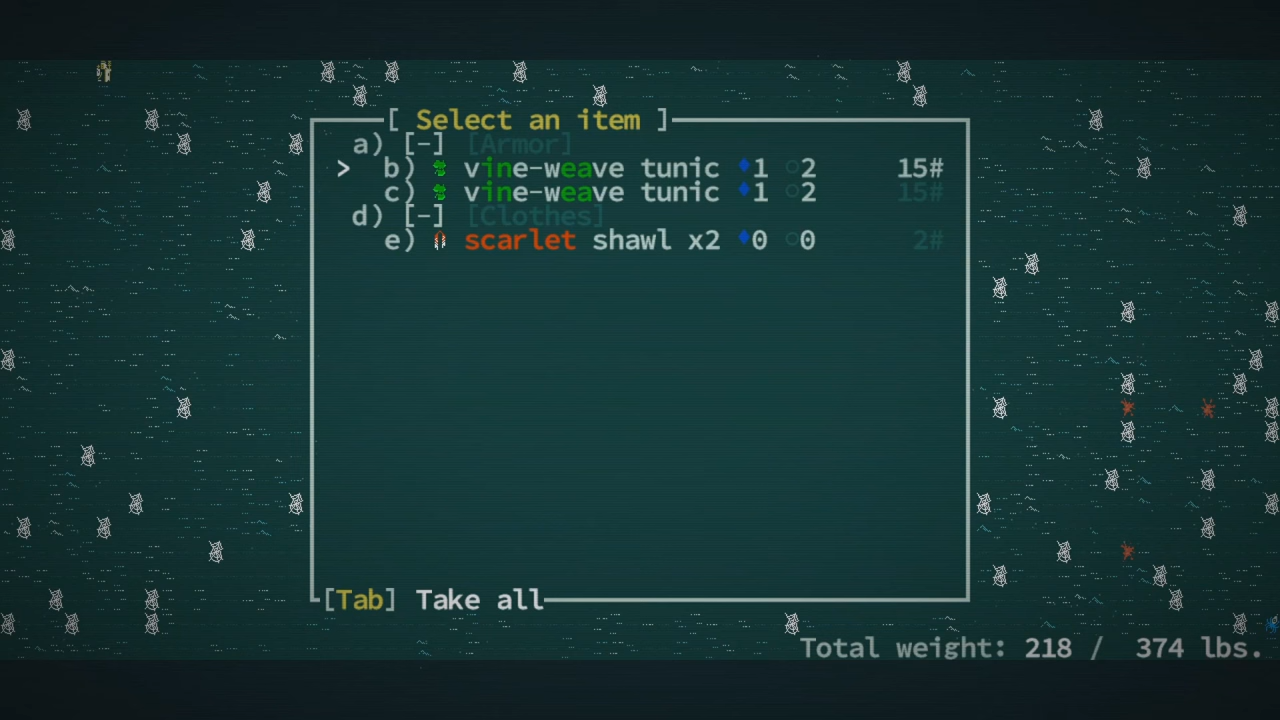 [ Select an item ]
a) [-] [Armor]
> b) vine-weave tunic ♦1 ○2 15#
c) vine-weave tunic ♦1 ○2 15#
d) [-] [Clothes]
e) scarlet shawl x2 ♦0 ○0 2#
[Tab] Take all
Total weight: 218 / 374 lbs.